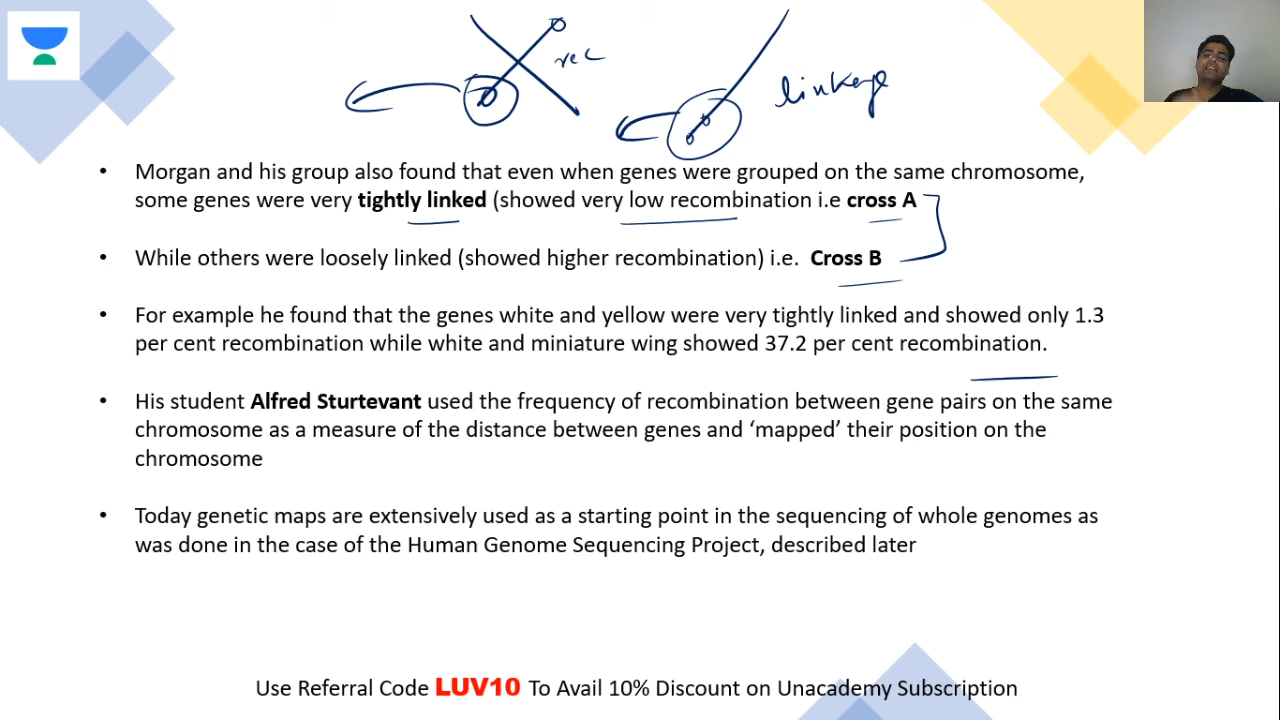 rec
linkage
• Morgan and his group also found that even when genes were grouped on the same chromosome,
some genes were very tightly linked (showed very low recombination i.e cross A
• While others were loosely linked (showed higher recombination) i.e. Cross B
• For example he found that the genes white and yellow were very tightly linked and showed only 1.3
per cent recombination while white and miniature wing showed 37.2 per cent recombination.
• His student Alfred Sturtevant used the frequency of recombination between gene pairs on the same
chromosome as a measure of the distance between genes and ‘mapped’ their position on the
chromosome
• Today genetic maps are extensively used as a starting point in the sequencing of whole genomes as
was done in the case of the Human Genome Sequencing Project, described later
Use Referral Code LUV10 To Avail 10% Discount on Unacademy Subscription